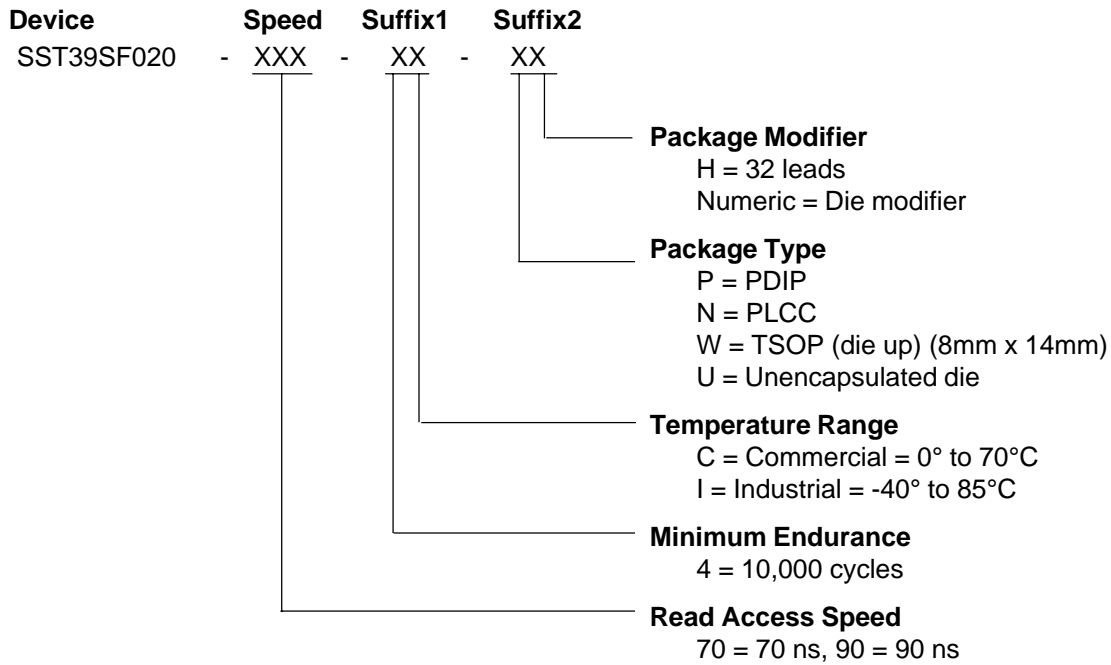 Device Speed Suffix1 Suffix2
SST39SF020 - XXX - XX - XX
Package Modifier
H = 32 leads
Numeric = Die modifier
Package Type
P = PDIP
N = PLCC
W = TSOP (die up) (8mm x 14mm)
U = Unencapsulated die
Temperature Range
C = Commercial = 0° to 70°C
I = Industrial = -40° to 85°C
Minimum Endurance
4 = 10,000 cycles
Read Access Speed
70 = 70 ns, 90 = 90 ns